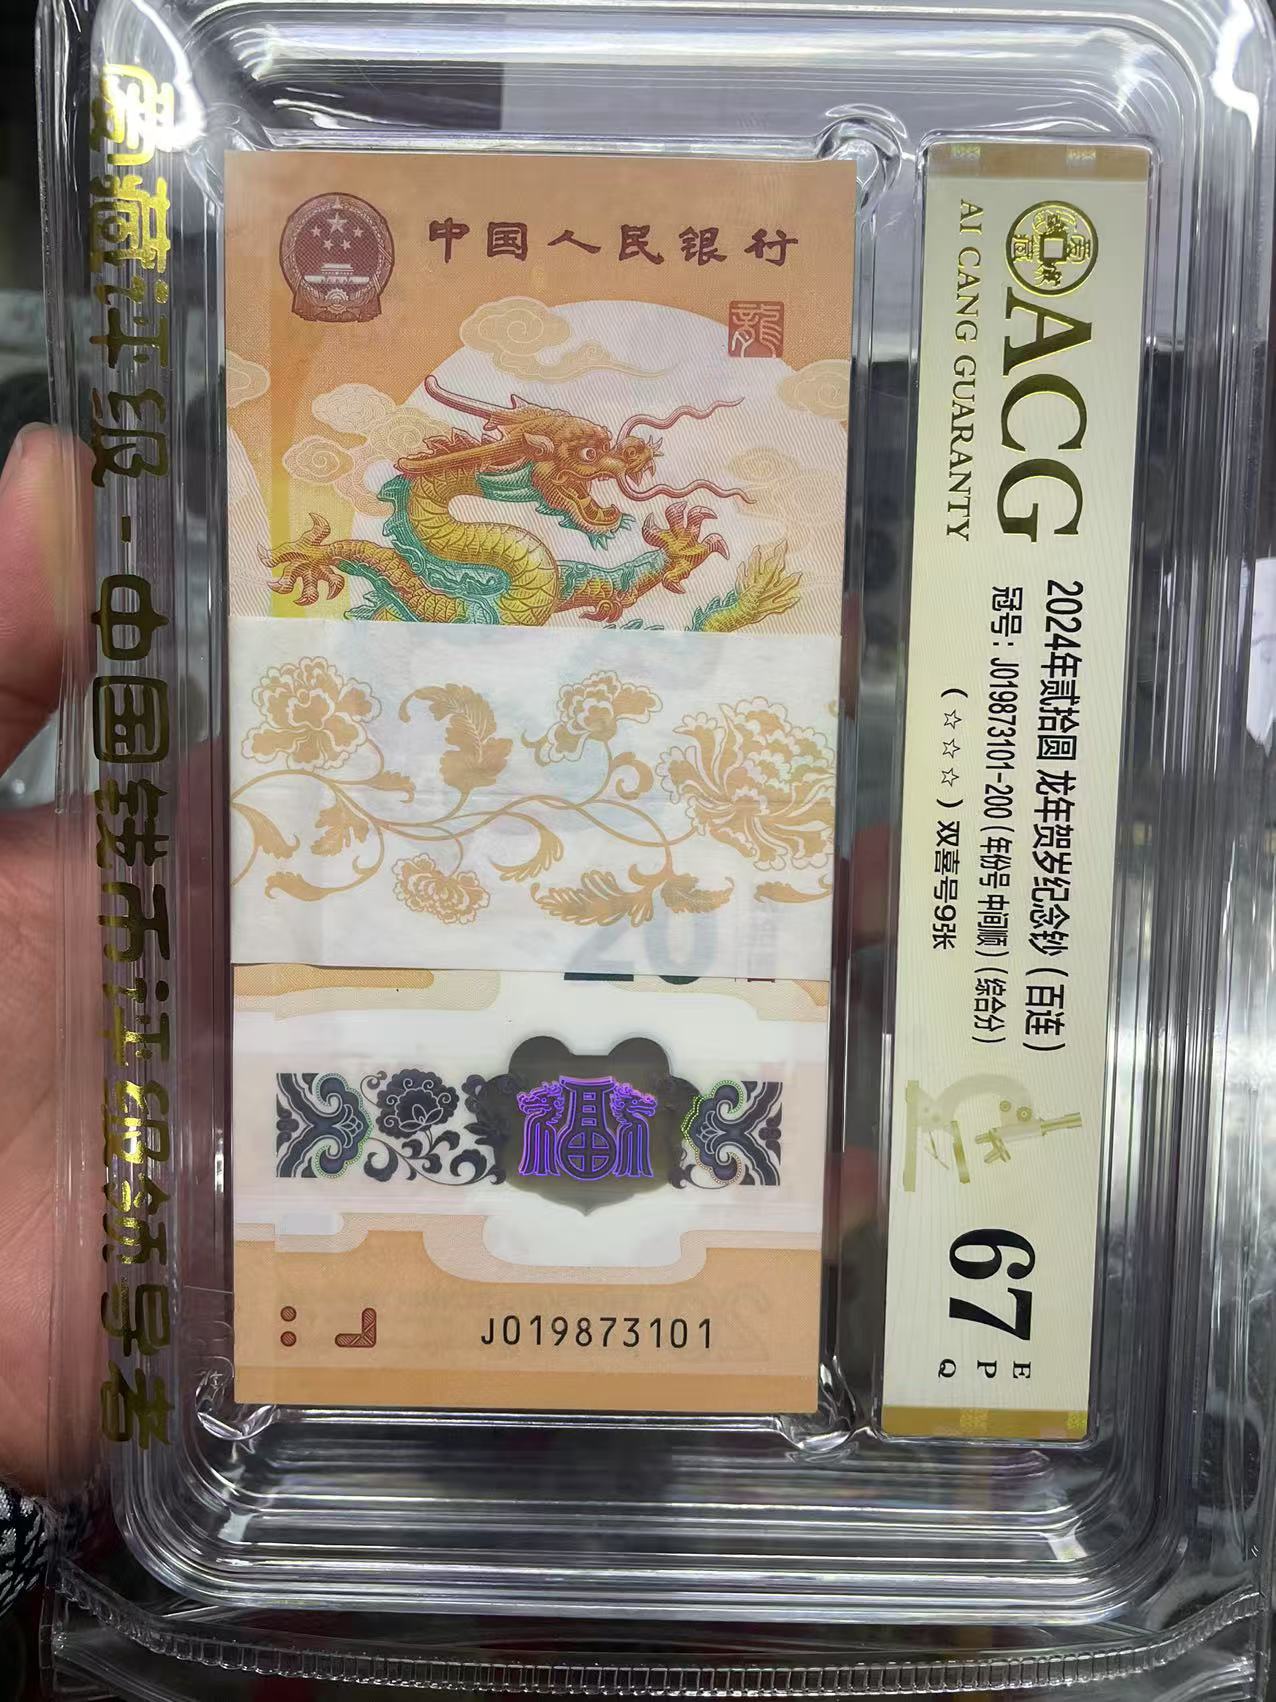 中国人民银行
龍
20
J019873101
ACG
AI CANG GUARANTY
2024年贰拾圆 龙年贺岁纪念钞(百连)
冠号:J019873101-200(年份号 中间顺)(综合分)
(☆☆☆)双喜号9张
67
E
P
Q
爱藏评级-中国钱币评级领导者